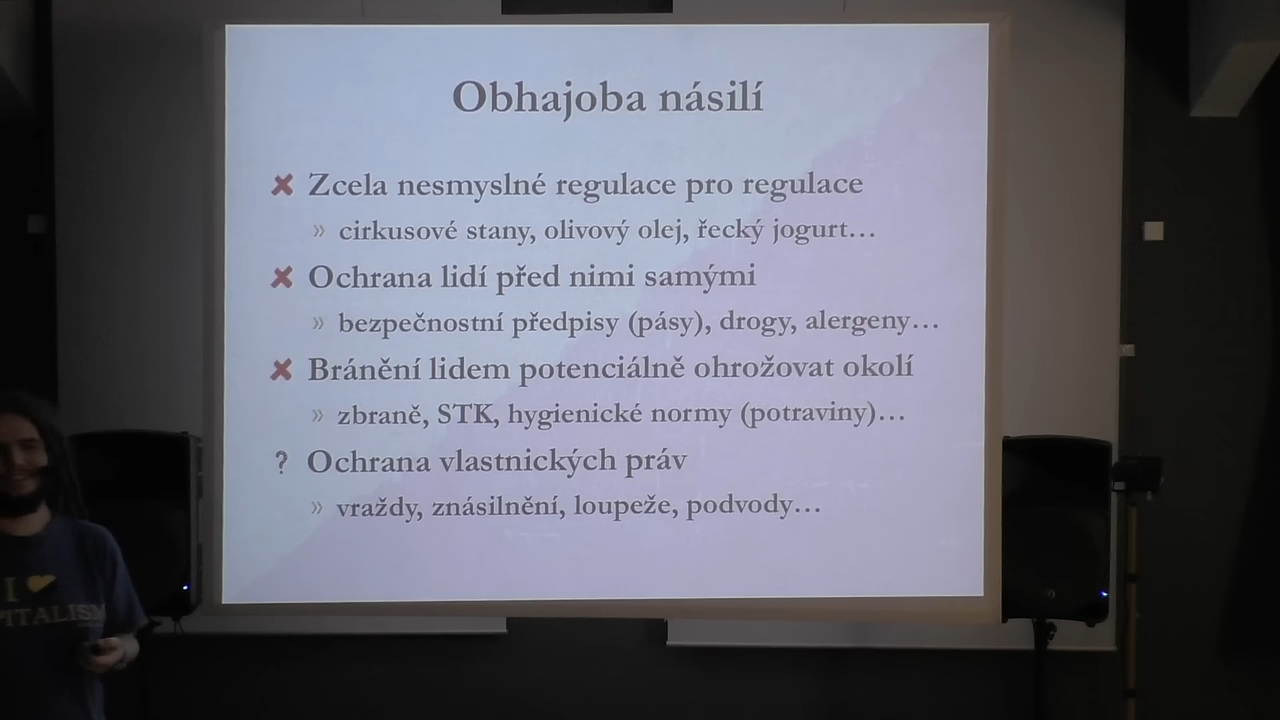 Obhajoba násilí
✘ Zcela nesmyslné regulace pro regulace
» cirkusové stany, olivový olej, řecký jogurt…
✘ Ochrana lidí před nimi samými
» bezpečnostní předpisy (pásy), drogy, alergeny…
✘ Bránění lidem potenciálně ohrožovat okolí
» zbraně, STK, hygienické normy (potraviny)…
? Ochrana vlastnických práv
» vraždy, znásilnění, loupeže, podvody…
I
PITALISM